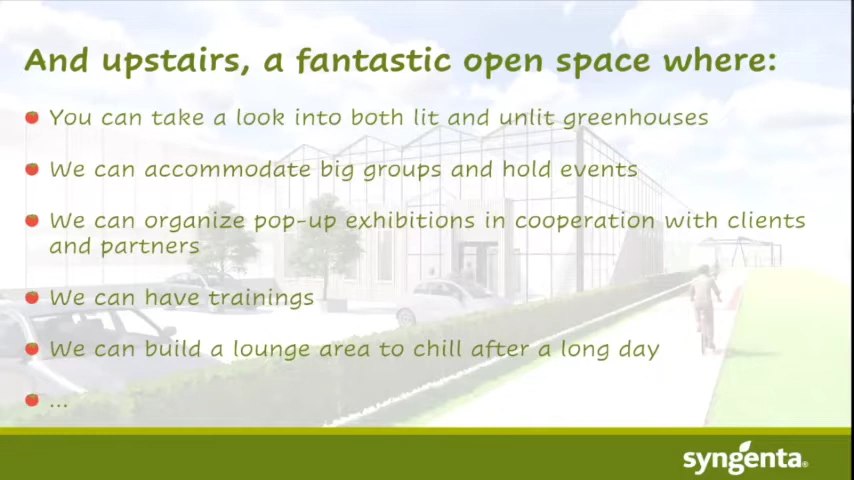 And upstairs, a fantastic open space where:
You can take a look into both lit and unlit greenhouses
We can accommodate big groups and hold events
We can organize pop-up exhibitions in cooperation with clients
and partners
We can have trainings
We can build a lounge area to chill after a long day
...
syngenta®